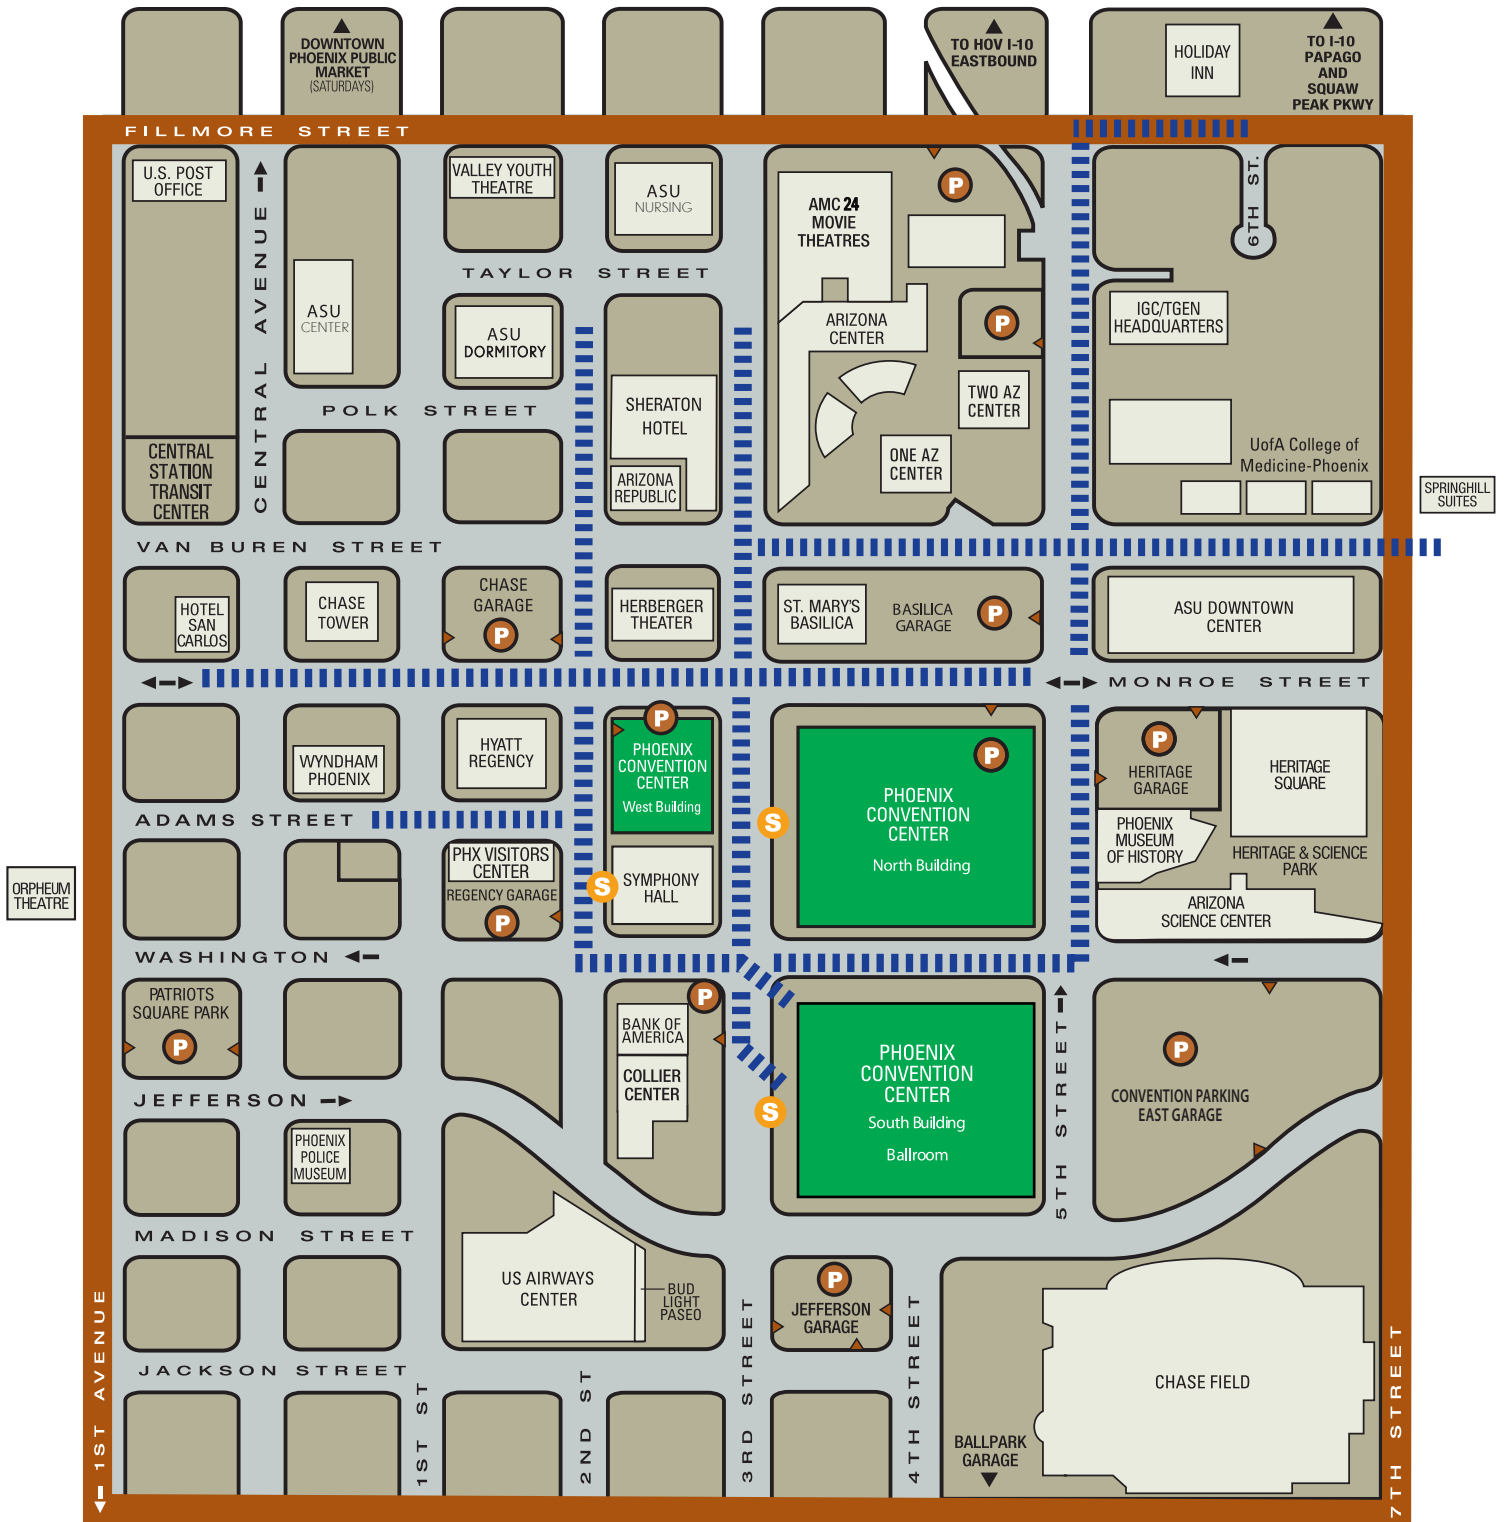 DOWNTOWN
PHOENIX PUBLIC
MARKET
(SATURDAYS)
TO HOV I-10
EASTBOUND
HOLIDAY
INN
TO I-10
PAPAGO
AND
SQUAW
PEAK PKWY
FILLMORE STREET
U.S. POST
OFFICE
CENTRAL AVENUE
VALLEY YOUTH
THEATRE
ASU
NURSING
AMC 24
MOVIE
THEATRES
P
6TH ST.
TAYLOR STREET
ASU
CENTER
ASU
DORMITORY
ARIZONA
CENTER
P
IGC/TGEN
HEADQUARTERS
POLK STREET
SHERATON
HOTEL
TWO AZ
CENTER
CENTRAL
STATION
TRANSIT
CENTER
ARIZONA
REPUBLIC
ONE AZ
CENTER
UofA College of
Medicine-Phoenix
SPRINGHILL
SUITES
VAN BUREN STREET
HOTEL
SAN
CARLOS
CHASE
TOWER
CHASE
GARAGE
P
HERBERGER
THEATER
ST. MARY'S
BASILICA
BASILICA
GARAGE
P
ASU DOWNTOWN
CENTER
MONROE STREET
WYNDHAM
PHOENIX
HYATT
REGENCY
P
PHOENIX
CONVENTION
CENTER
West Building
P
PHOENIX
CONVENTION
CENTER
North Building
P
HERITAGE
GARAGE
HERITAGE
SQUARE
ADAMS STREET
S
PHOENIX
MUSEUM
OF HISTORY
HERITAGE & SCIENCE
PARK
ORPHEUM
THEATRE
PHX VISITORS
CENTER
REGENCY GARAGE
P
S
SYMPHONY
HALL
ARIZONA
SCIENCE CENTER
WASHINGTON
PATRIOTS
SQUARE PARK
P
P
BANK OF
AMERICA
COLLIER
CENTER
PHOENIX
CONVENTION
CENTER
South Building
Ballroom
S
5TH STREET
P
CONVENTION PARKING
EAST GARAGE
JEFFERSON
PHOENIX
POLICE
MUSEUM
MADISON STREET
US AIRWAYS
CENTER
BUD
LIGHT
PASEO
P
JEFFERSON
GARAGE
CHASE FIELD
JACKSON STREET
BALLPARK
GARAGE
1ST AVENUE
1ST ST
2ND ST
3RD STREET
4TH STREET
7TH STREET